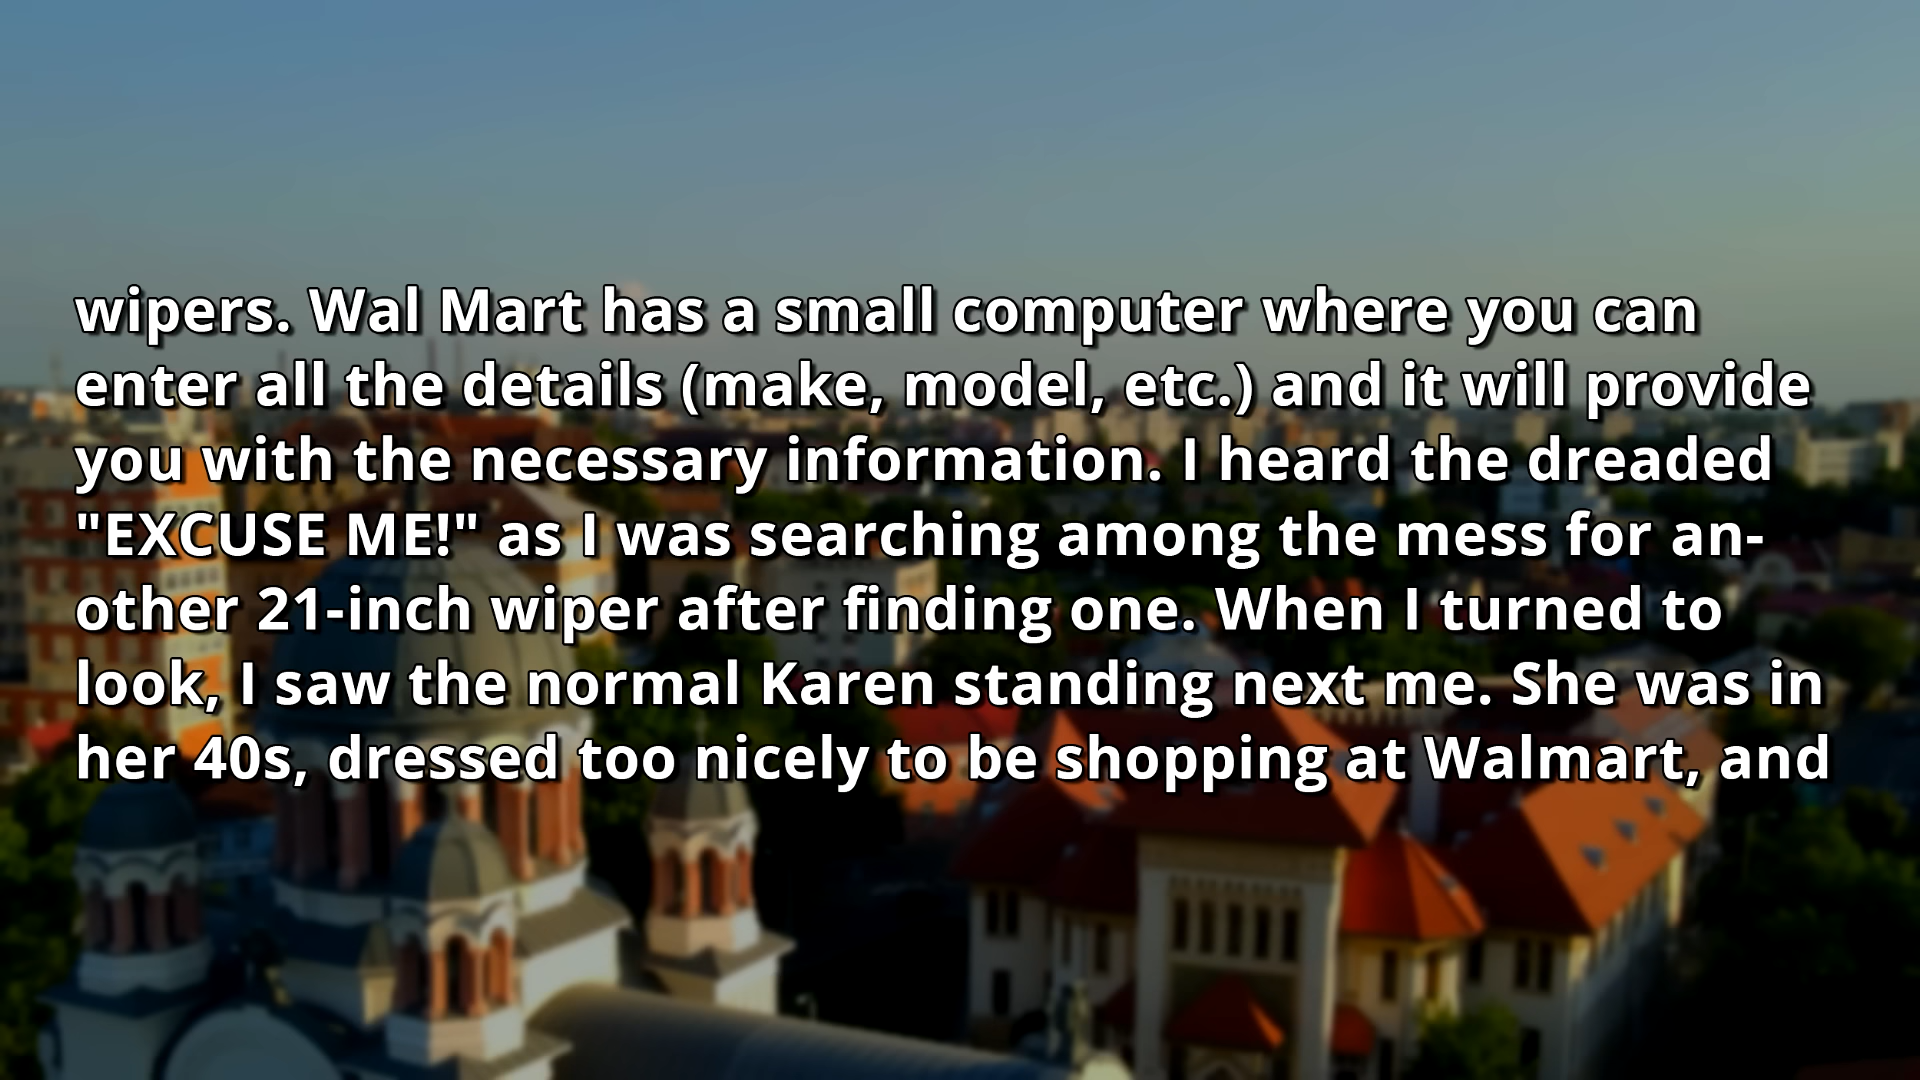 wipers. Wal Mart has a small computer where you can
enter all the details (make, model, etc.) and it will provide
you with the necessary information. I heard the dreaded
"EXCUSE ME!" as I was searching among the mess for an-
other 21-inch wiper after finding one. When I turned to
look, I saw the normal Karen standing next me. She was in
her 40s, dressed too nicely to be shopping at Walmart, and